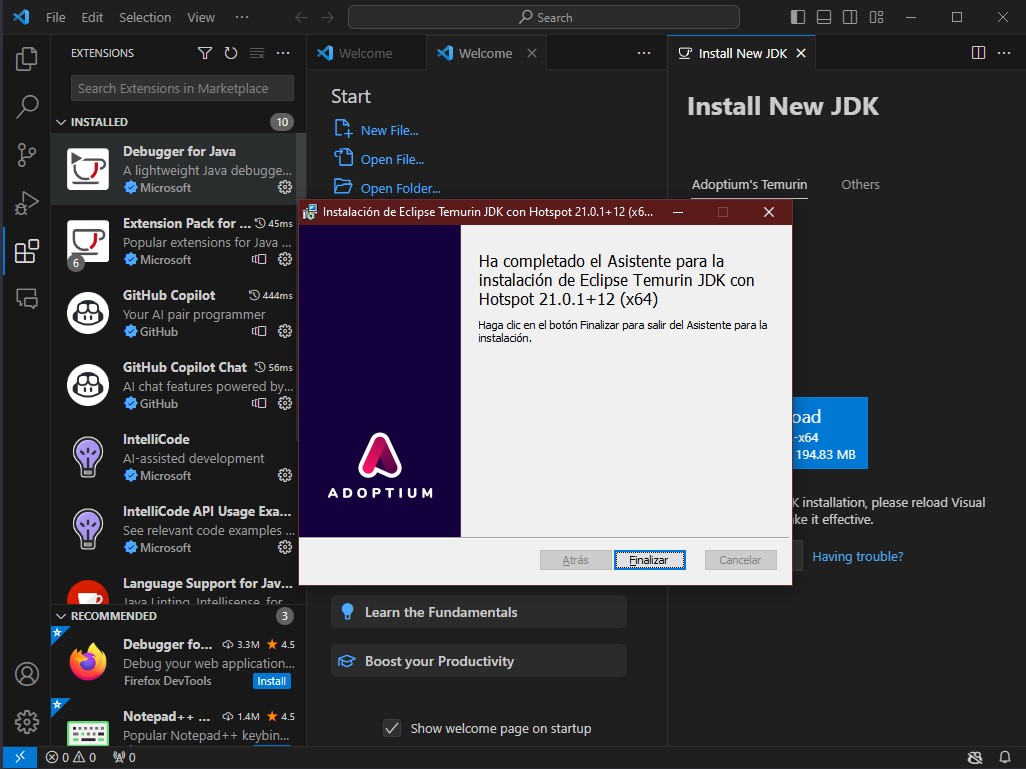 File Edit Selection View ··· Search
EXTENSIONS
Search Extensions in Marketplace
INSTALLED 10
Debugger for Java
A lightweight Java debugge...
Microsoft
Extension Pack for ... 45ms
Popular extensions for Java ...
6 Microsoft
GitHub Copilot 444ms
Your AI pair programmer
GitHub
GitHub Copilot Chat 56ms
AI chat features powered by...
GitHub
IntelliCode
AI-assisted development
Microsoft
IntelliCode API Usage Exa...
See relevant code examples ...
Microsoft
Language Support for Jav...
Java Linting, Intellisense, for
RECOMMENDED 3
Debugger fo... 3.3M 4.5
Debug your web application...
Firefox DevTools Install
Notepad++ ... 1.4M 4.5
Popular Notepad++ keybin...
Welcome Welcome
Start
New File...
Open File...
Open Folder...
Instalación de Eclipse Temurin JDK con Hotspot 21.0.1+12 (x6...
Ha completado el Asistente para la
instalación de Eclipse Temurin JDK con
Hotspot 21.0.1+12 (x64)
Haga clic en el botón Finalizar para salir del Asistente para la
instalación.
ADOPTIUM
Atrás Finalizar Cancelar
Learn the Fundamentals
Boost your Productivity
Show welcome page on startup
Install New JDK
Install New JDK
Adoptium's Temurin Others
oad
-x64
194.83 MB
K installation, please reload Visual
ke it effective.
Having trouble?
0 0 0